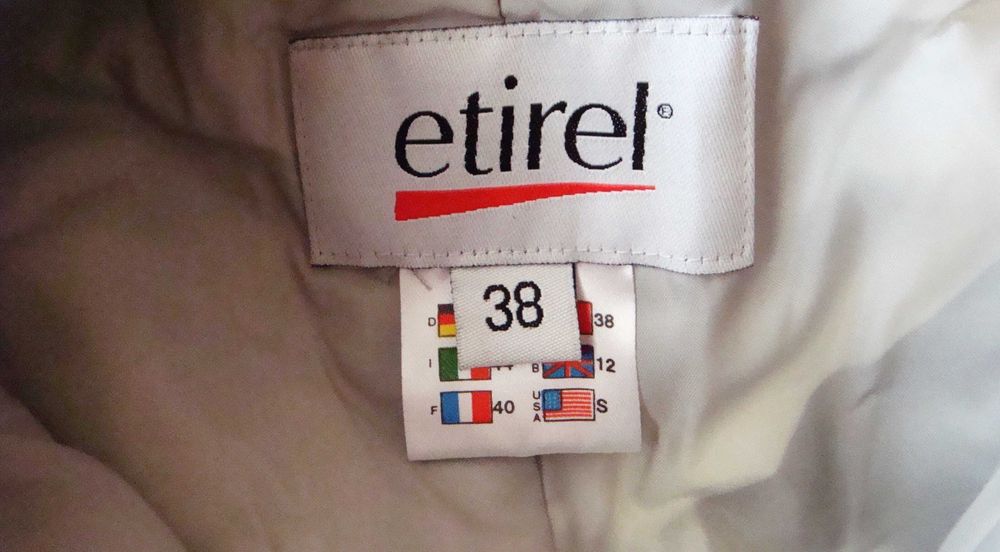 etirel®
38
D 38
I B 12
F 40 USA S